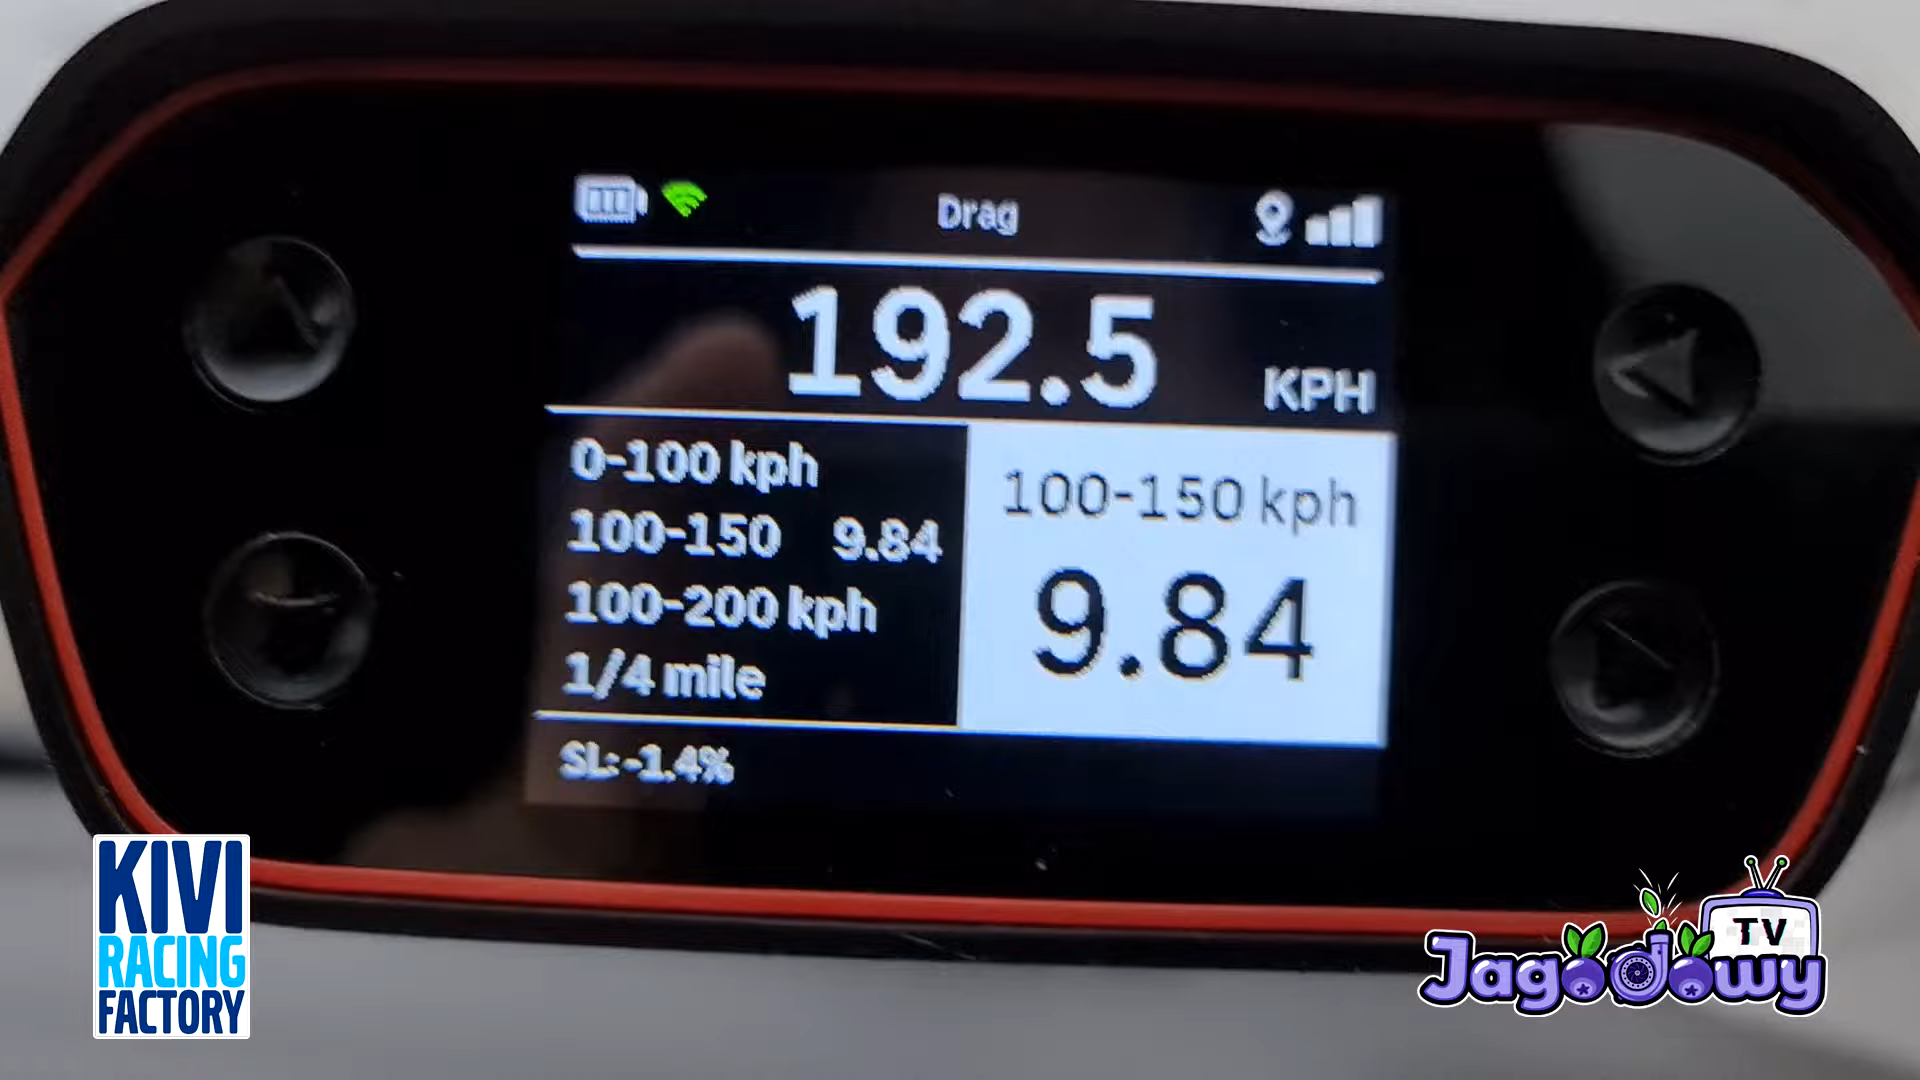 Drag
192.5 KPH
0-100 kph
100-150 9.84
100-200 kph
1/4 mile
100-150 kph
9.84
SL:-1.4%
KIVI
RACING
FACTORY
TV
Jagodowy